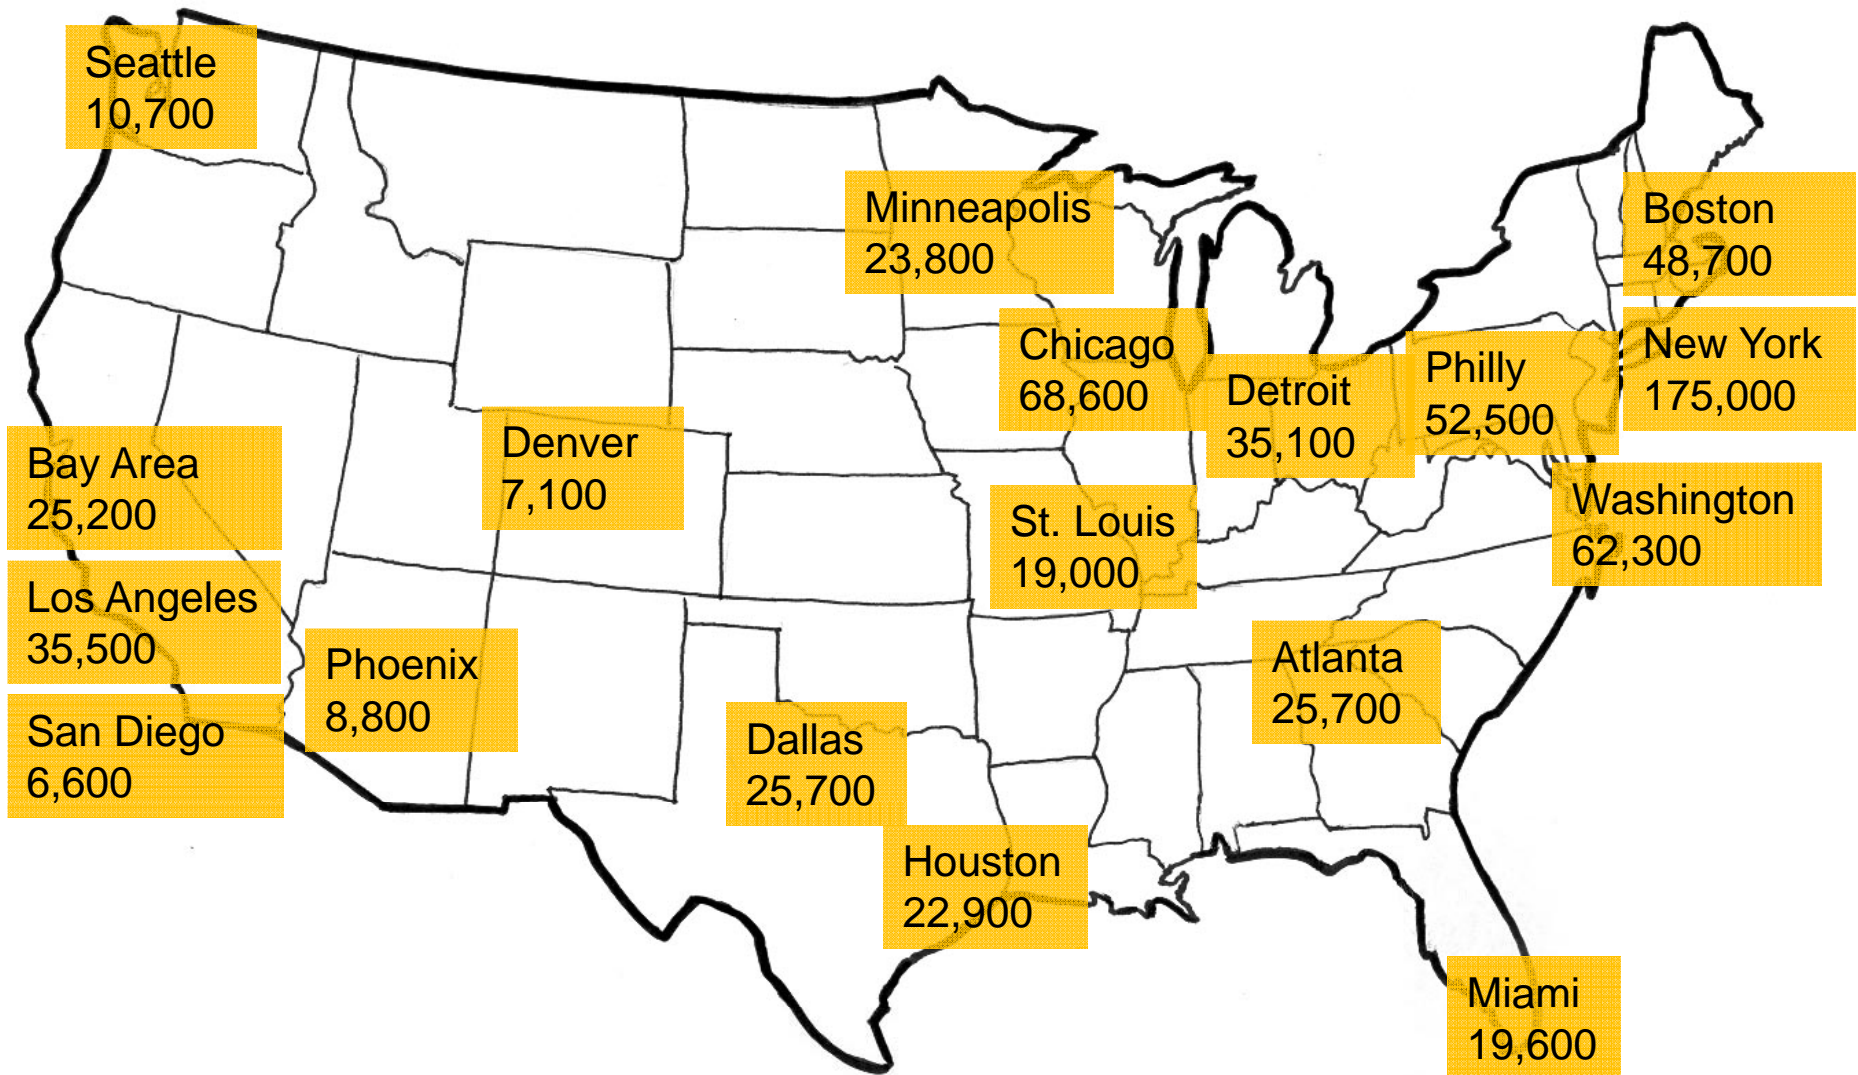 Seattle
10,700
Minneapolis
23,800
Boston
48,700
Chicago
68,600
Detroit
35,100
Philly
52,500
New York
175,000
Bay Area
25,200
Denver
7,100
St. Louis
19,000
Washington
62,300
Los Angeles
35,500
Phoenix
8,800
Atlanta
25,700
San Diego
6,600
Dallas
25,700
Houston
22,900
Miami
19,600